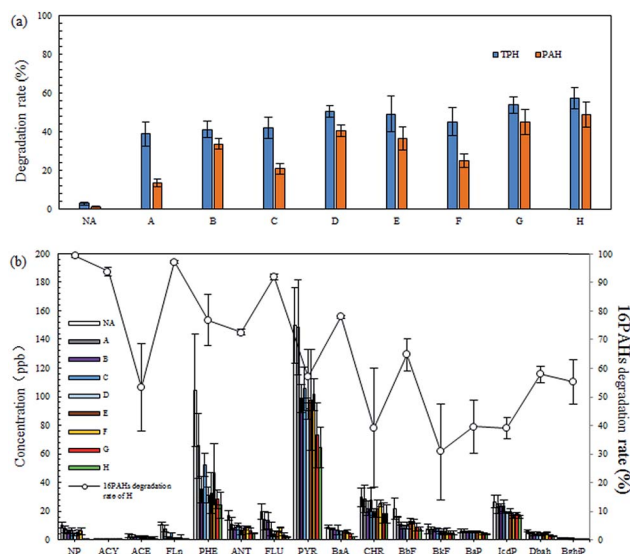 (a)
100
80
60
40
20
0
Degradation rate (%)
TPH PAH
NA A B C D E F G H
(b)
200
180
160
140
120
100
80
60
40
20
0
Concentration (ppb)
NA
A
B
C
D
E
F
G
H
16PAHs degradation
rate of H
100
90
80
70
60
50
40
30
20
10
0
16PAHs degradation
rate (%)
NP ACY ACE FLn PHE ANT FLU PYR BaA CHR BbF BkF BaP IcdP Dbah BghiP